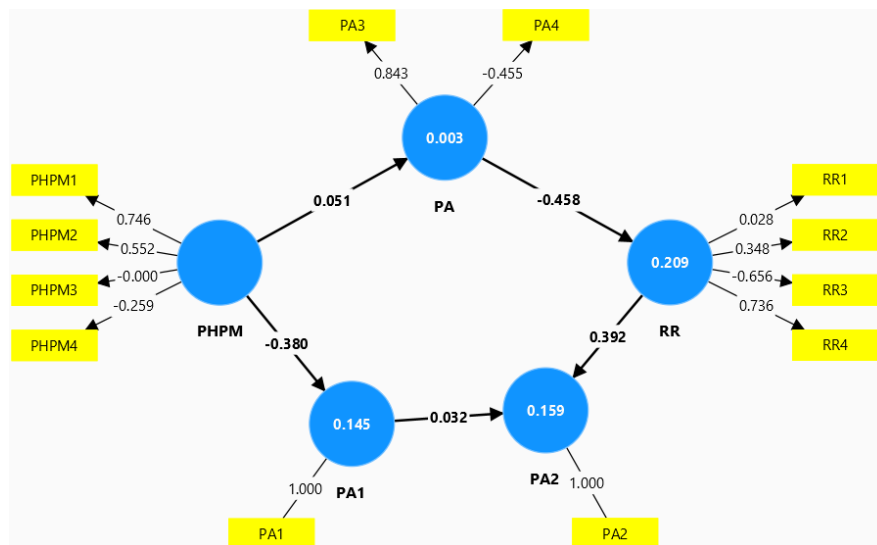 PA3
PA4
0.843
-0.455
0.003
PA
PHPM1
PHPM2
PHPM3
PHPM4
0.746
0.552
-0.000
-0.259
PHPM
0.051
-0.458
RR1
RR2
RR3
RR4
0.028
0.348
-0.656
0.736
0.209
RR
-0.380
0.392
0.145
PA1
0.032
0.159
PA2
1.000
1.000
PA1
PA2